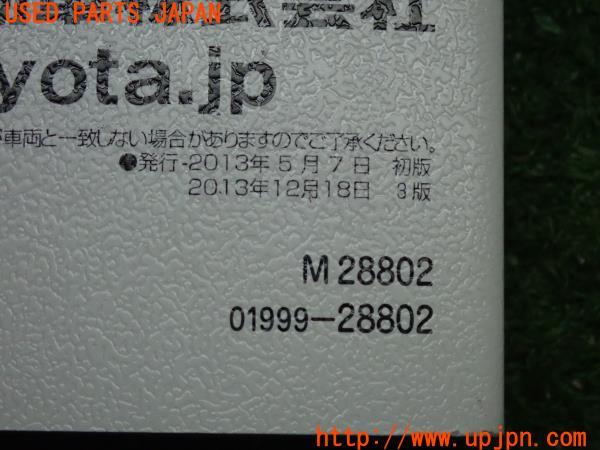 USED PARTS JAPAN
yota.jp
車両と一致しない場合がありますのでご了承ください。
●発行-2013年5月7日 初版
2013年12月18日 3版
M28802
01999-28802
http://www.upjpn.com/